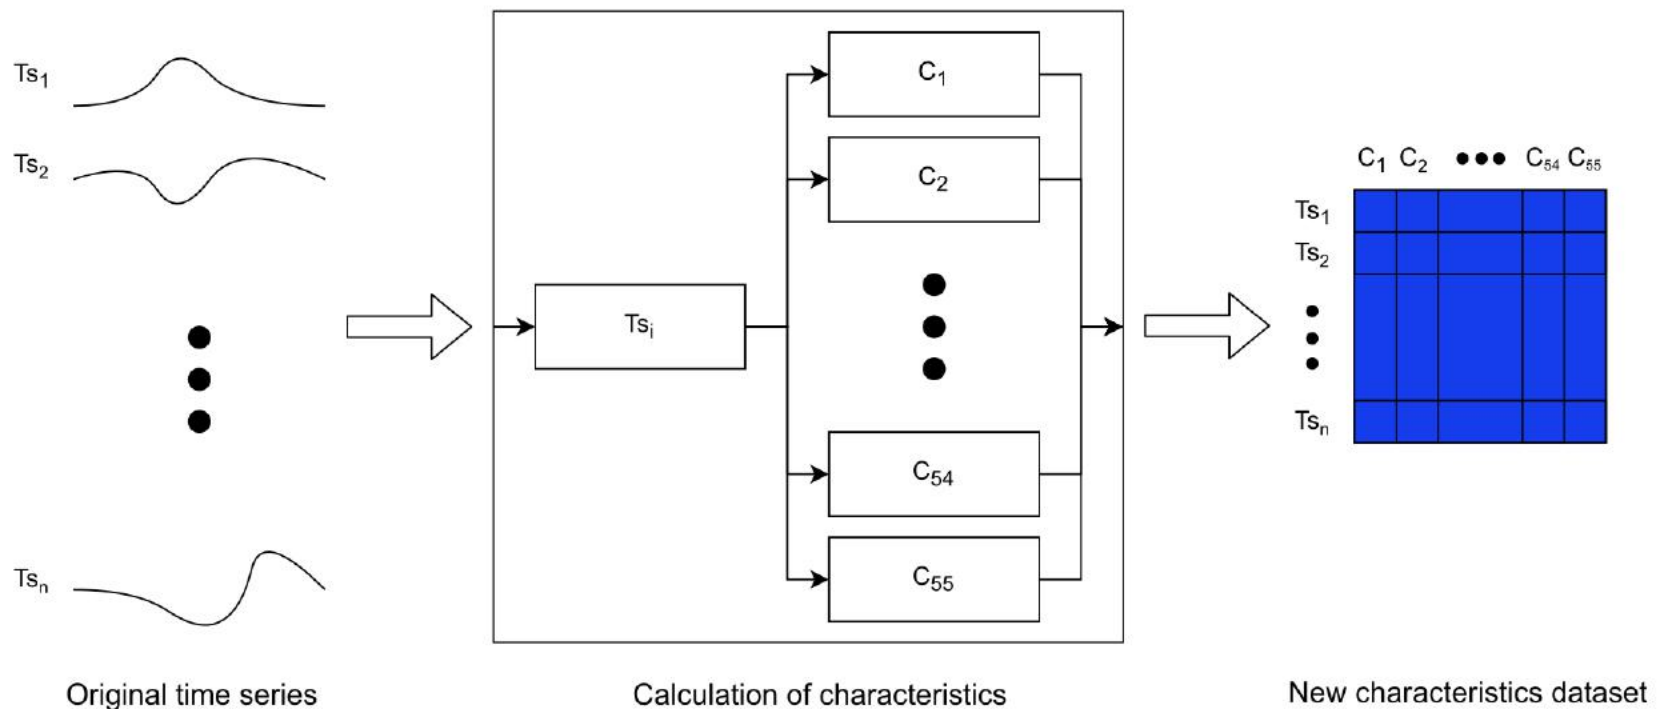 Ts₁
Ts₂
Tsₙ
Original time series
Tsᵢ
C₁
C₂
C₅₄
C₅₅
Calculation of characteristics
C₁ C₂ ••• C₅₄ C₅₅
Ts₁
Ts₂
Tsₙ
New characteristics dataset